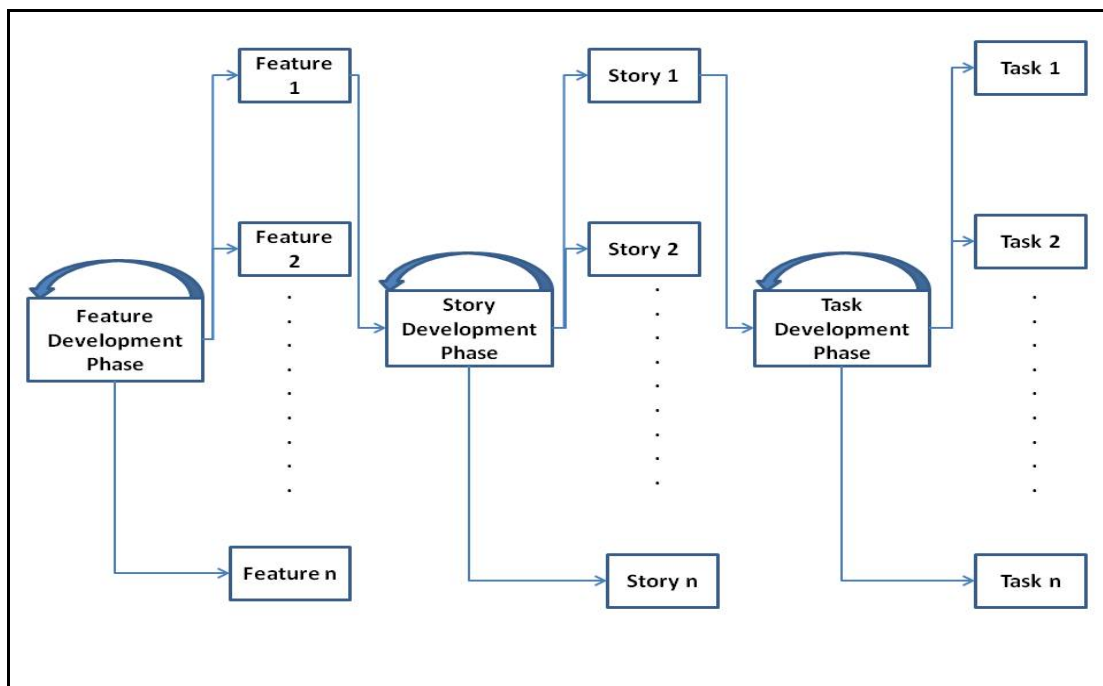 Feature
1
Feature
2
Feature
Development
Phase
Feature n
Story 1
Story 2
Story
Development
Phase
Story n
Task 1
Task 2
Task
Development
Phase
Task n